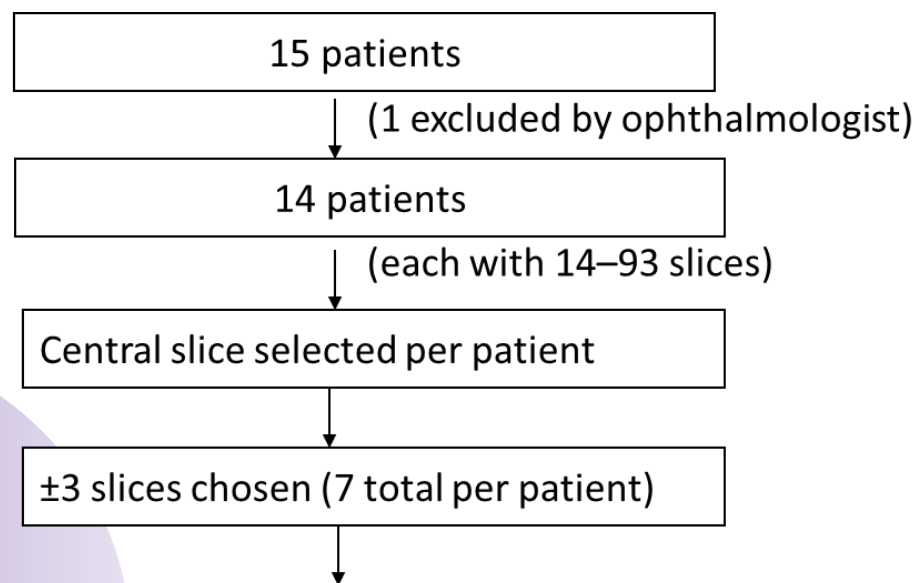 15 patients
(1 excluded by ophthalmologist)
14 patients
(each with 14–93 slices)
Central slice selected per patient
±3 slices chosen (7 total per patient)